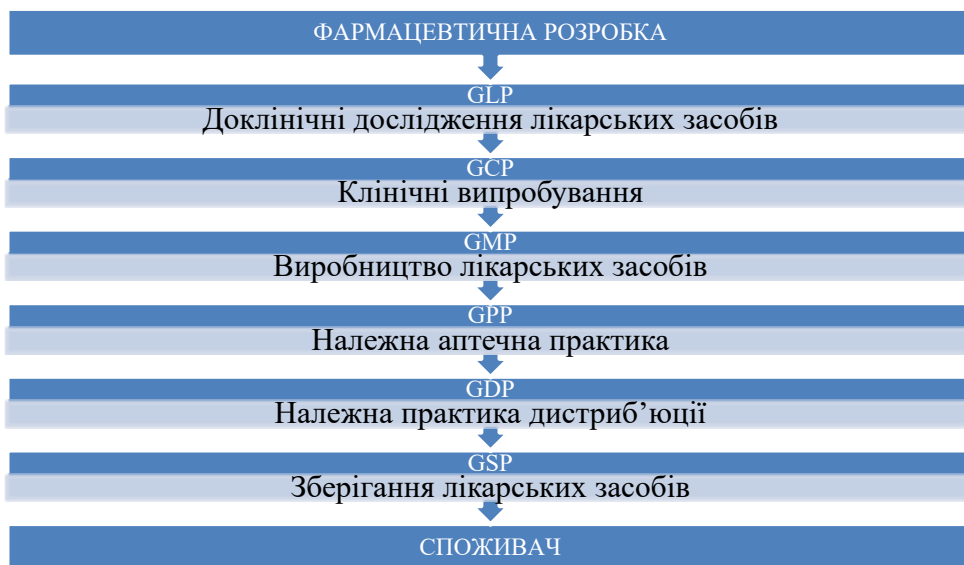 ФАРМАЦЕВТИЧНА РОЗРОБКА
GLP
Доклінічні дослідження лікарських засобів
GCP
Клінічні випробування
GMP
Виробництво лікарських засобів
GPP
Належна аптечна практика
GDP
Належна практика дистриб’юції
GSP
Зберігання лікарських засобів
СПОЖИВАЧ